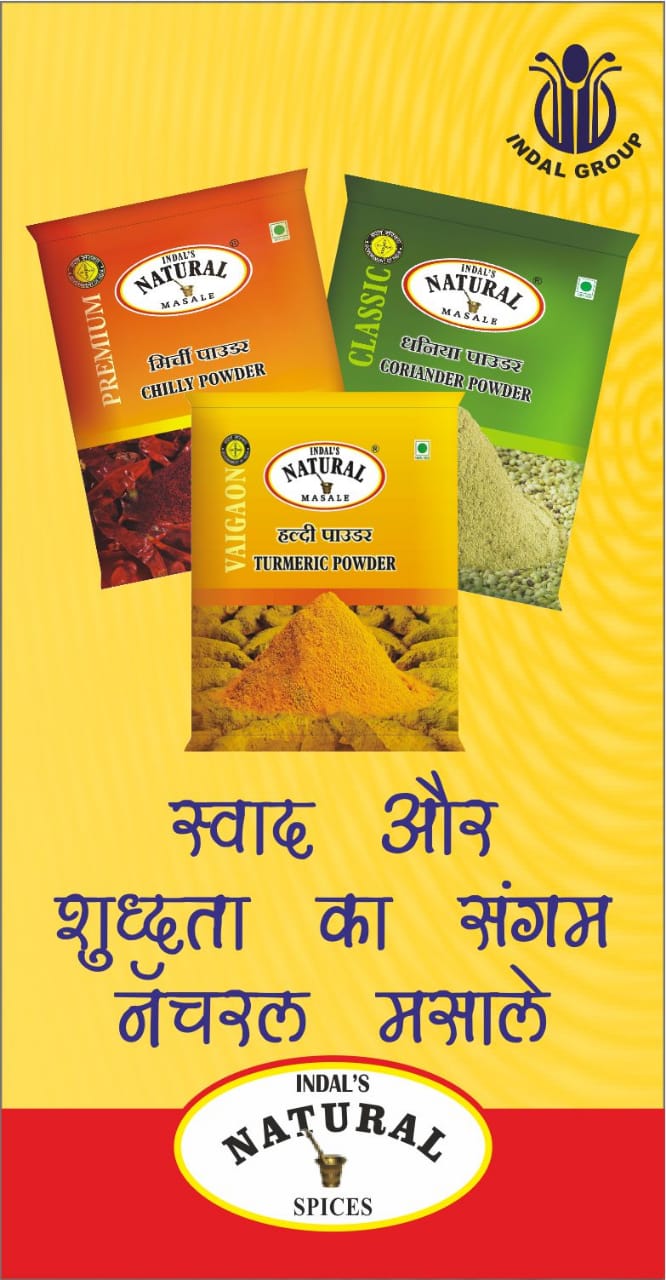 INDAL GROUP
PREMIUM
INDAL'S
NATURAL
®
MASALE
मिर्ची पाउडर
CHILLY POWDER
CLASSIC
INDAL'S
NATURAL
®
MASALE
धनिया पाउडर
CORIANDER POWDER
VAIGAON
INDAL'S
NATURAL
®
MASALE
हल्दी पाउडर
TURMERIC POWDER
स्वाद और
शुध्दता का संगम
नॅचरल मसाले
INDAL'S
NATURAL
SPICES